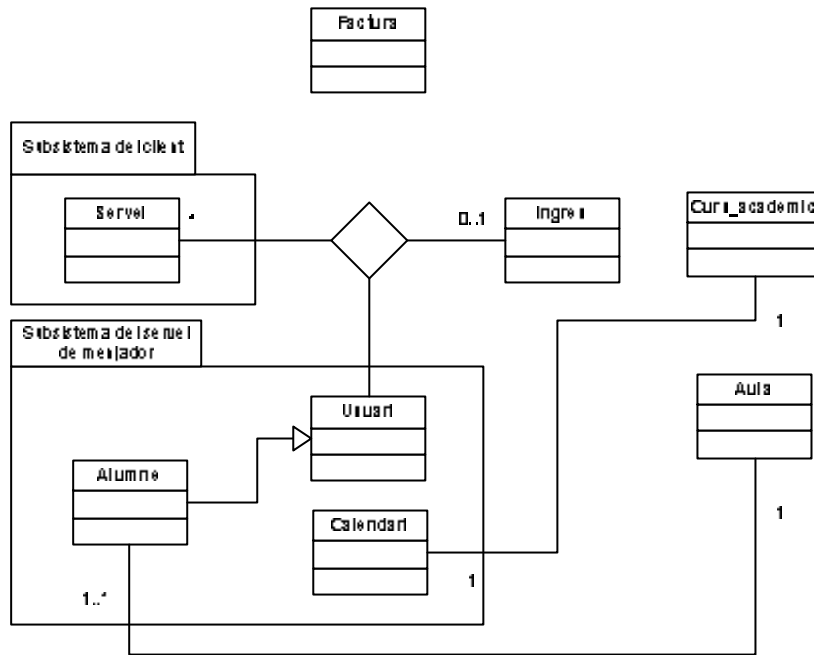 Factura
Subsistema del client
Servei
*
0..1
Ingres
Curs_academic
1
Subsistema del servei
de menjador
Usuari
Aula
Alumne
1
Calendari
1
1..*